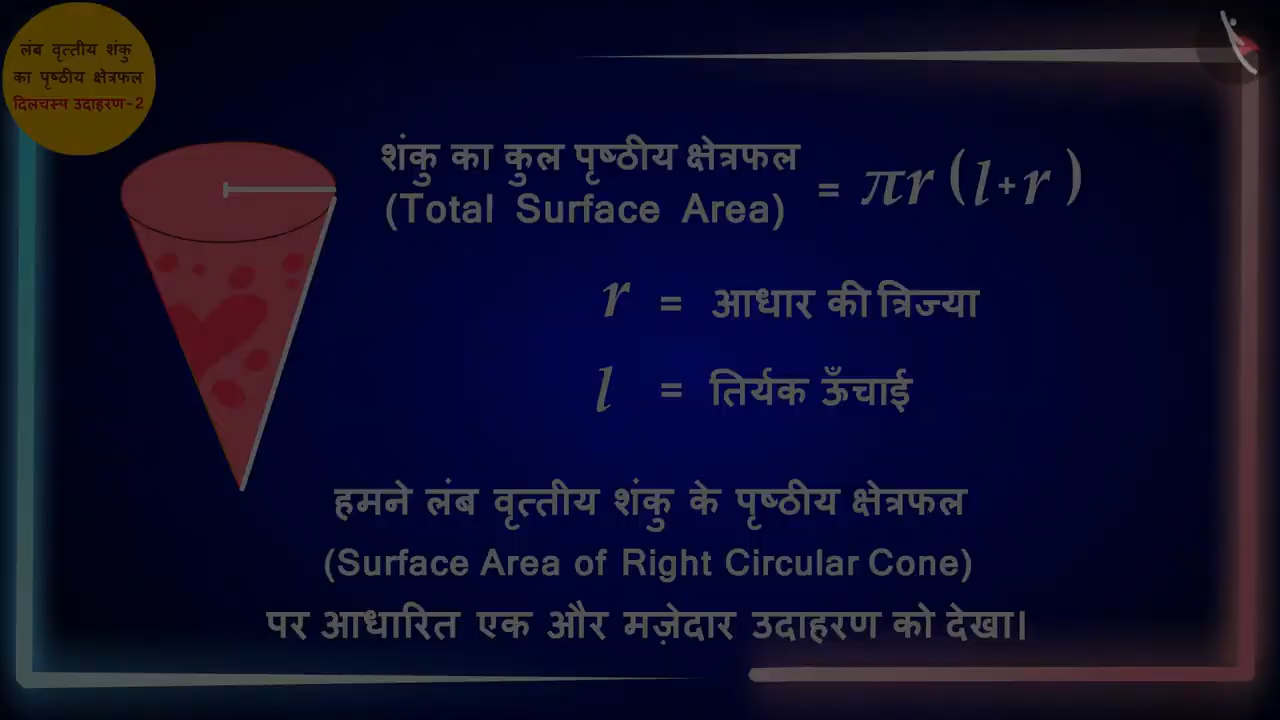 लंब वृत्तीय शंकु
का पृष्ठीय क्षेत्रफल
दिलचस्प उदाहरण-2
शंकु का कुल पृष्ठीय क्षेत्रफल
(Total Surface Area) = πr (l+r)
r = आधार की त्रिज्या
l = तिर्यक ऊँचाई
हमने लंब वृत्तीय शंकु के पृष्ठीय क्षेत्रफल
(Surface Area of Right Circular Cone)
पर आधारित एक और मज़ेदार उदाहरण को देखा।